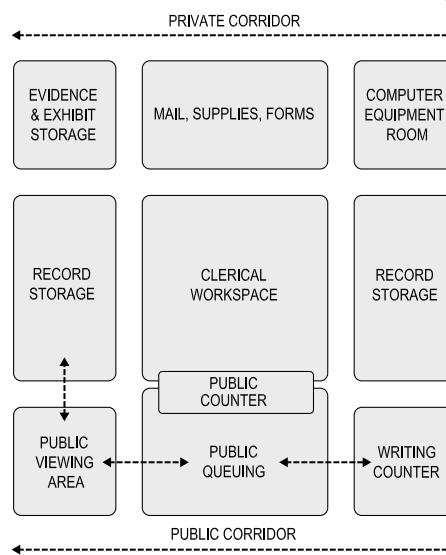 PRIVATE CORRIDOR
EVIDENCE
& EXHIBIT
STORAGE
MAIL, SUPPLIES, FORMS
COMPUTER
EQUIPMENT
ROOM
RECORD
STORAGE
CLERICAL
WORKSPACE
RECORD
STORAGE
PUBLIC
COUNTER
PUBLIC
VIEWING
AREA
PUBLIC
QUEUING
WRITING
COUNTER
PUBLIC CORRIDOR